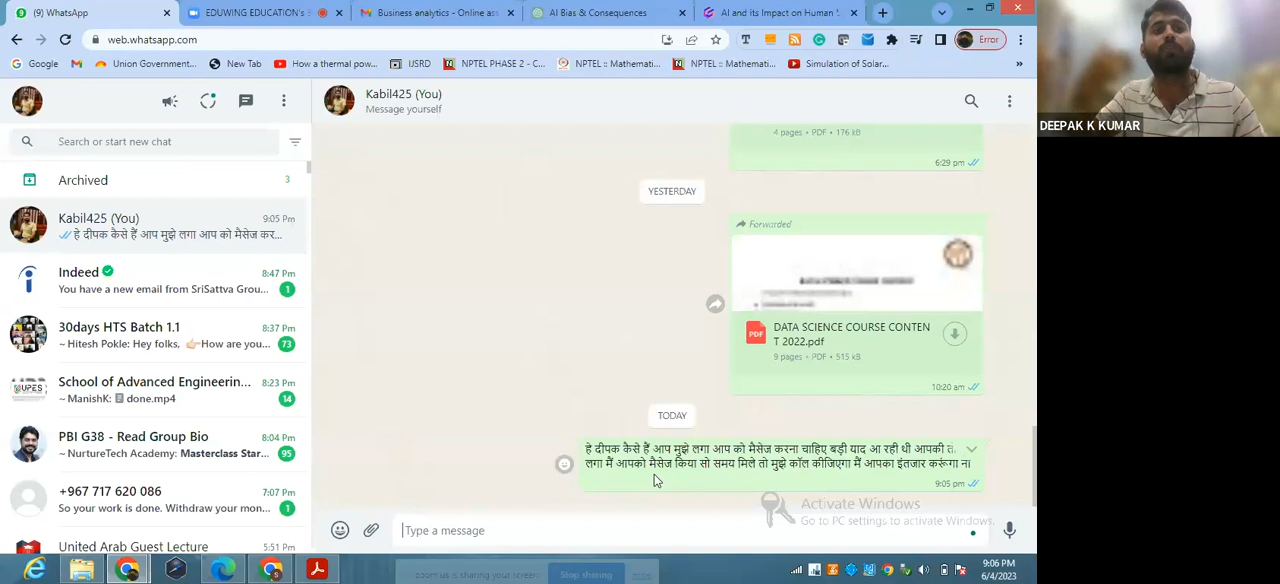 (9) WhatsApp
EDUWING EDUCATION's
Business analytics - Online as
AI Bias & Consequences
AI and its Impact on Human
web.whatsapp.com
Error
Google
Union Government...
New Tab
How a thermal pow...
IJSRD
NPTEL PHASE 2 - C...
NPTEL :: Mathemati...
NPTEL :: Mathemati...
Simulation of Solar...
»
Kabil425 (You)
Message yourself
DEEPAK K KUMAR
Search or start new chat
Archived
3
Kabil425 (You)
9:05 Pm
हे दीपक कैसे हैं आप मुझे लगा आप को मैसेज कर...
Indeed
8:47 Pm
You have a new email from SriSattva Grou...
1
30days HTS Batch 1.1
8:37 Pm
~ Hitesh Pokle: Hey folks, 👉How are you...
73
School of Advanced Engineerin...
8:23 Pm
~ ManishK: done.mp4
14
PBI G38 - Read Group Bio
8:04 Pm
~ NurtureTech Academy: Masterclass Star...
95
+967 717 620 086
7:07 Pm
So your work is done. Withdraw your mon...
1
United Arab Guest Lecture
5:51 Pm
4 pages • PDF • 176 kB
6:29 pm
YESTERDAY
Forwarded
PDF
DATA SCIENCE COURSE CONTEN
T 2022.pdf
9 pages • PDF • 515 kB
10:20 am
TODAY
हे दीपक कैसे हैं आप मुझे लगा आप को मैसेज करना चाहिए बड़ी याद आ रही थी आपकी
लगा मैं आपको मैसेज किया सो समय मिले तो मुझे कॉल कीजिएगा मैं आपका इंतजार करूंगा ना
9:05 pm
Activate Windows
Go to PC settings to activate Windows.
Type a message
zoom.us is sharing your screen
Stop sharing
Hide
9:06 PM
6/4/2023